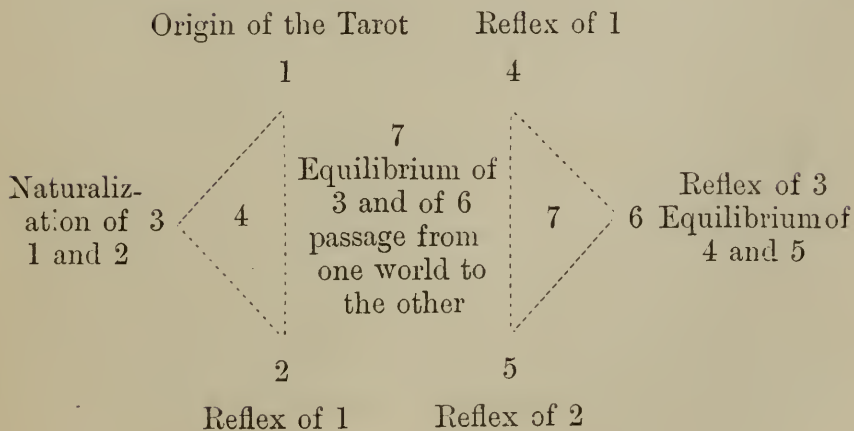 Origin of the Tarot Reflex of 1
1 4
7
Equilibrium of
3 and of 6
passage from
one world to
the other
Naturaliz-
ation of 3
1 and 2
4
7
6
Reflex of 3
Equilibrium of
4 and 5
2 5
Reflex of 1 Reflex of 2